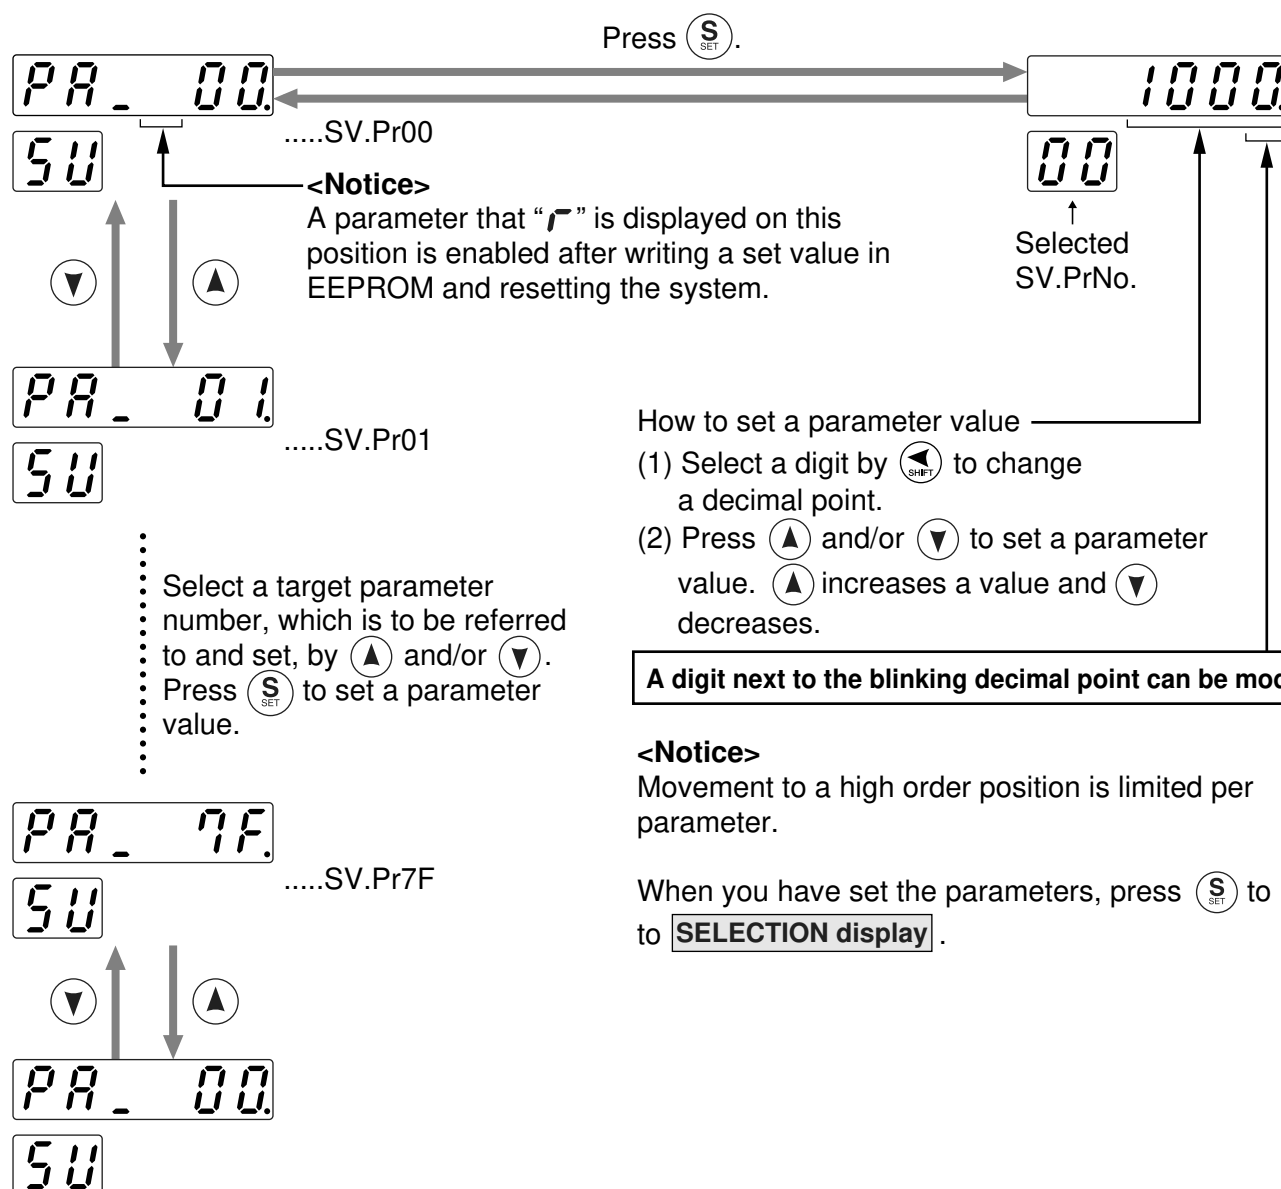 Press S SET.
PA_ 00.
1000.
.....SV.Pr00
SU
00
<Notice>
A parameter that “r” is displayed on this
position is enabled after writing a set value in
EEPROM and resetting the system.
Selected
SV.PrNo.
PA_ 01.
.....SV.Pr01
SU
How to set a parameter value
(1) Select a digit by SHIFT to change
a decimal point.
(2) Press and/or to set a parameter
value. increases a value and
decreases.
Select a target parameter
number, which is to be referred
to and set, by and/or .
Press S SET to set a parameter
value.
A digit next to the blinking decimal point can be
<Notice>
Movement to a high order position is limited per
parameter.
PA_ 7F.
.....SV.Pr7F
SU
When you have set the parameters, press S SET to
to SELECTION display .
PA_ 00.
SU